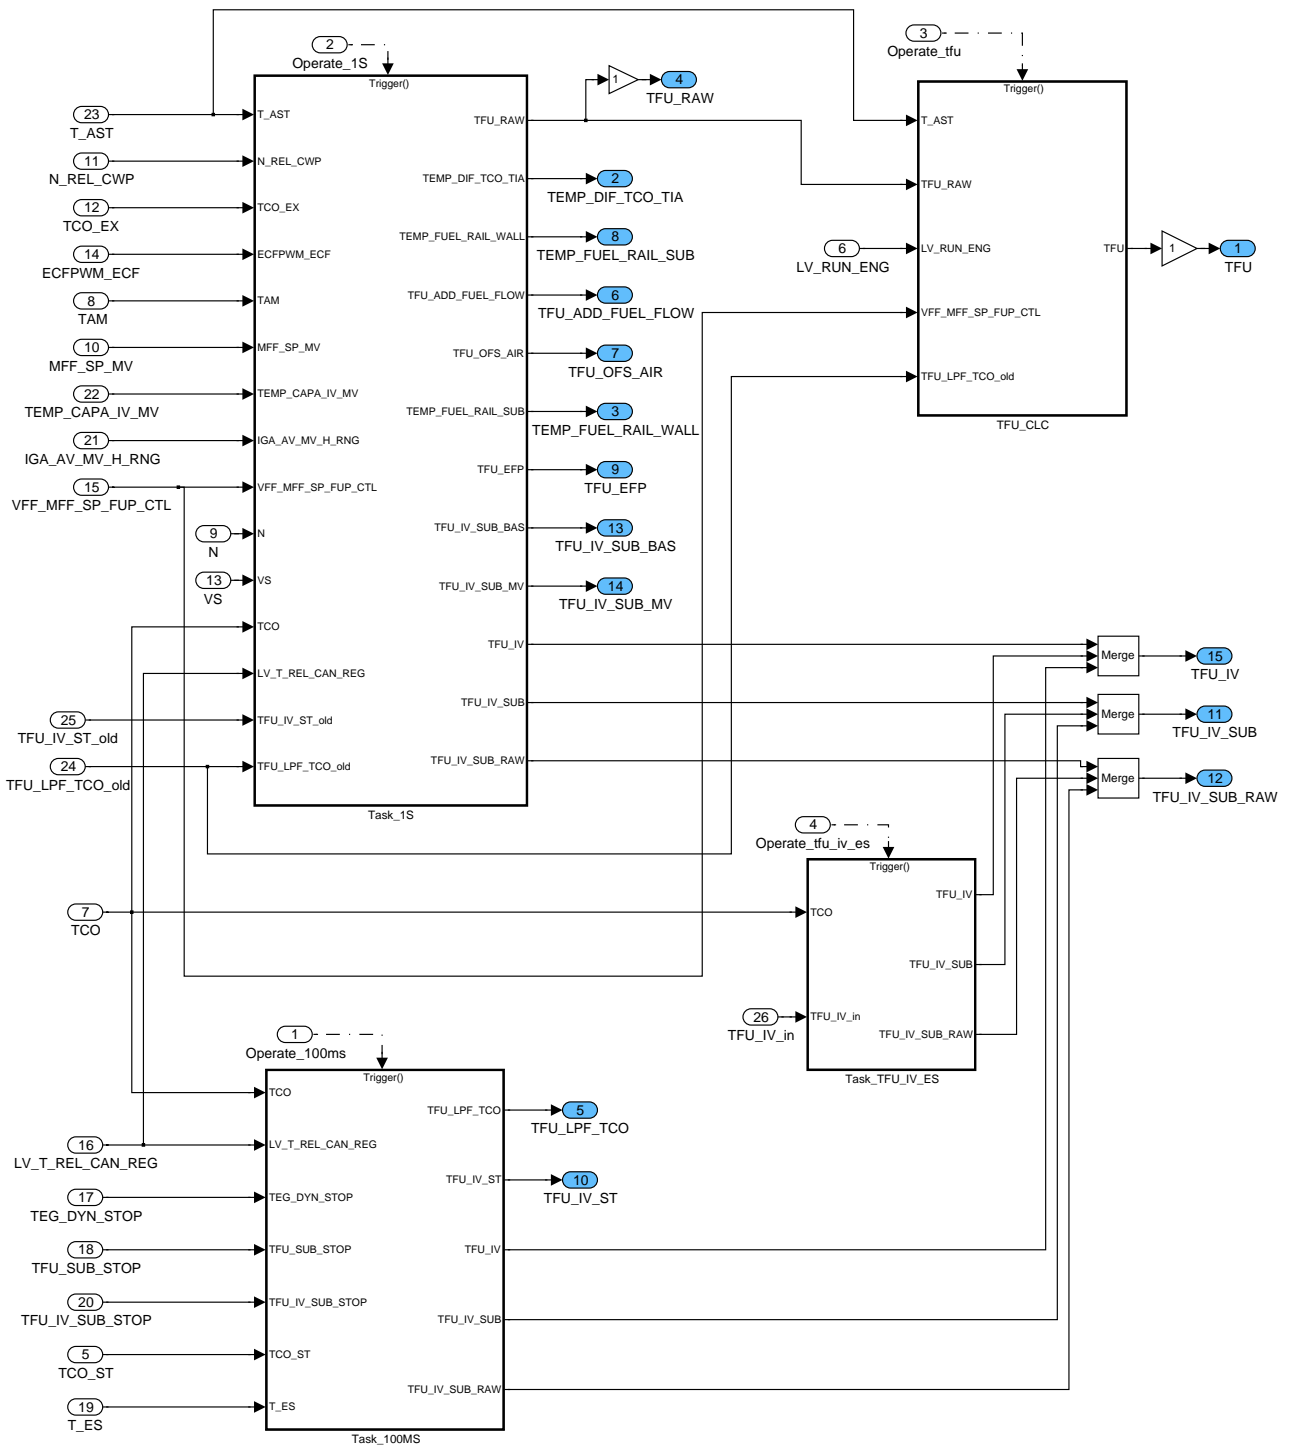 2
Operate_1S
3
Operate_tfu
Trigger()
Trigger()
23
T_AST
11
N_REL_CWP
12
TCO_EX
14
ECFPWM_ECF
8
TAM
10
MFF_SP_MV
22
TEMP_CAPA_IV_MV
21
IGA_AV_MV_H_RNG
15
VFF_MFF_SP_FUP_CTL
9
N
13
VS
25
TFU_IV_ST_old
24
TFU_LPF_TCO_old
T_AST
N_REL_CWP
TCO_EX
ECFPWM_ECF
TAM
MFF_SP_MV
TEMP_CAPA_IV_MV
IGA_AV_MV_H_RNG
VFF_MFF_SP_FUP_CTL
N
VS
TCO
LV_T_REL_CAN_REG
TFU_IV_ST_old
TFU_LPF_TCO_old
TFU_RAW
TEMP_DIF_TCO_TIA
TEMP_FUEL_RAIL_WALL
TFU_ADD_FUEL_FLOW
TFU_OFS_AIR
TEMP_FUEL_RAIL_SUB
TFU_EFP
TFU_IV_SUB_BAS
TFU_IV_SUB_MV
TFU_IV
TFU_IV_SUB
TFU_IV_SUB_RAW
Task_1S
1
4
TFU_RAW
2
TEMP_DIF_TCO_TIA
8
TEMP_FUEL_RAIL_SUB
6
TFU_ADD_FUEL_FLOW
7
TFU_OFS_AIR
3
TEMP_FUEL_RAIL_WALL
9
TFU_EFP
13
TFU_IV_SUB_BAS
14
TFU_IV_SUB_MV
6
LV_RUN_ENG
T_AST
TFU_RAW
LV_RUN_ENG
VFF_MFF_SP_FUP_CTL
TFU_LPF_TCO_old
TFU
TFU_CLC
1
1
TFU
Merge
15
TFU_IV
Merge
11
TFU_IV_SUB
Merge
12
TFU_IV_SUB_RAW
4
Operate_tfu_iv_es
Trigger()
7
TCO
TCO
26
TFU_IV_in
TFU_IV_in
TFU_IV
TFU_IV_SUB
TFU_IV_SUB_RAW
Task_TFU_IV_ES
1
Operate_100ms
Trigger()
16
LV_T_REL_CAN_REG
17
TEG_DYN_STOP
18
TFU_SUB_STOP
20
TFU_IV_SUB_STOP
5
TCO_ST
19
T_ES
TCO
LV_T_REL_CAN_REG
TEG_DYN_STOP
TFU_SUB_STOP
TFU_IV_SUB_STOP
TCO_ST
T_ES
TFU_LPF_TCO
TFU_IV_ST
TFU_IV
TFU_IV_SUB
TFU_IV_SUB_RAW
Task_100MS
5
TFU_LPF_TCO
10
TFU_IV_ST